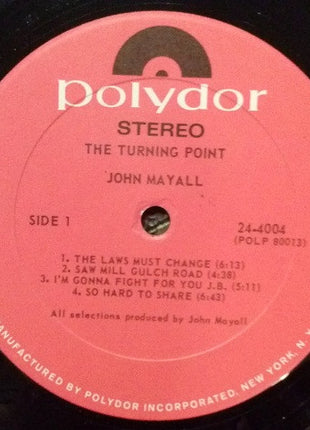 polydor
STEREO
THE TURNING POINT
JOHN MAYALL
SIDE 1
24-4004
(POLP 80013)
1. THE LAWS MUST CHANGE (6:13)
2. SAW MILL GULCH ROAD (4:38)
3. I'M GONNA FIGHT FOR YOU J.B. (5:11)
4. SO HARD TO SHARE (6:43)
All selections produced by John Mayall
MANUFACTURED BY POLYDOR INCORPORATED, NEW YORK, N.Y.